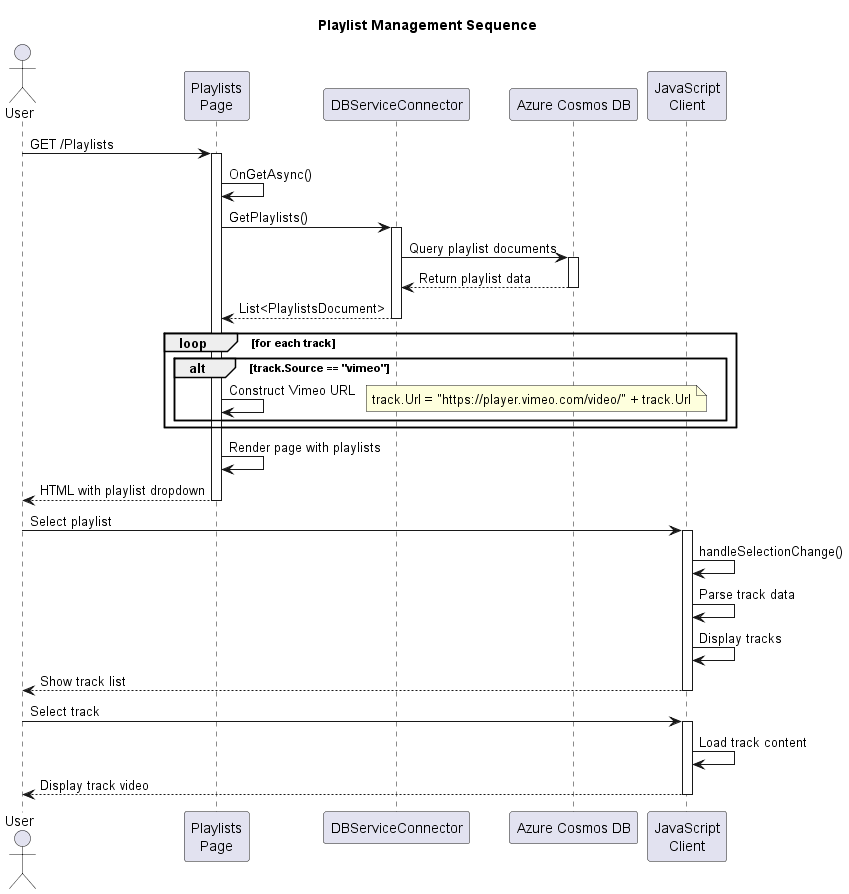 Playlist Management Sequence
User
Playlists
Page
DBServiceConnector
Azure Cosmos DB
JavaScript
Client
GET /Playlists
OnGetAsync()
GetPlaylists()
Query playlist documents
Return playlist data
List<PlaylistsDocument>
loop
[for each track]
alt
[track.Source == "vimeo"]
Construct Vimeo URL
track.Url = "https://player.vimeo.com/video/" + track.Url
Render page with playlists
HTML with playlist dropdown
Select playlist
handleSelectionChange()
Parse track data
Display tracks
Show track list
Select track
Load track content
Display track video
User
Playlists
Page
DBServiceConnector
Azure Cosmos DB
JavaScript
Client